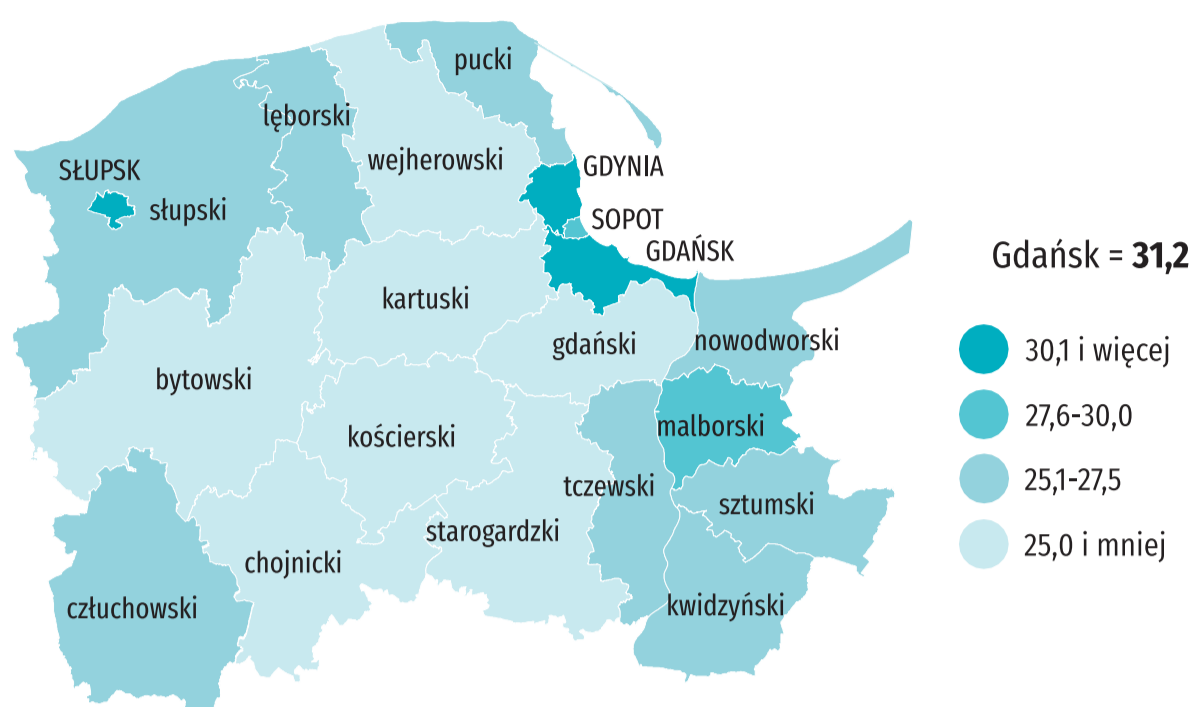 pucki
lęborski
wejherowski
GDYNIA
SŁUPSK
słupski
SOPOT
GDAŃSK
kartuski
gdański
nowodworski
bytowski
kościerski
malborski
tczewski
sztumski
starogardzki
chojnicki
człuchowski
kwidzyński
Gdańsk = 31,2
30,1 i więcej
27,6-30,0
25,1-27,5
25,0 i mniej